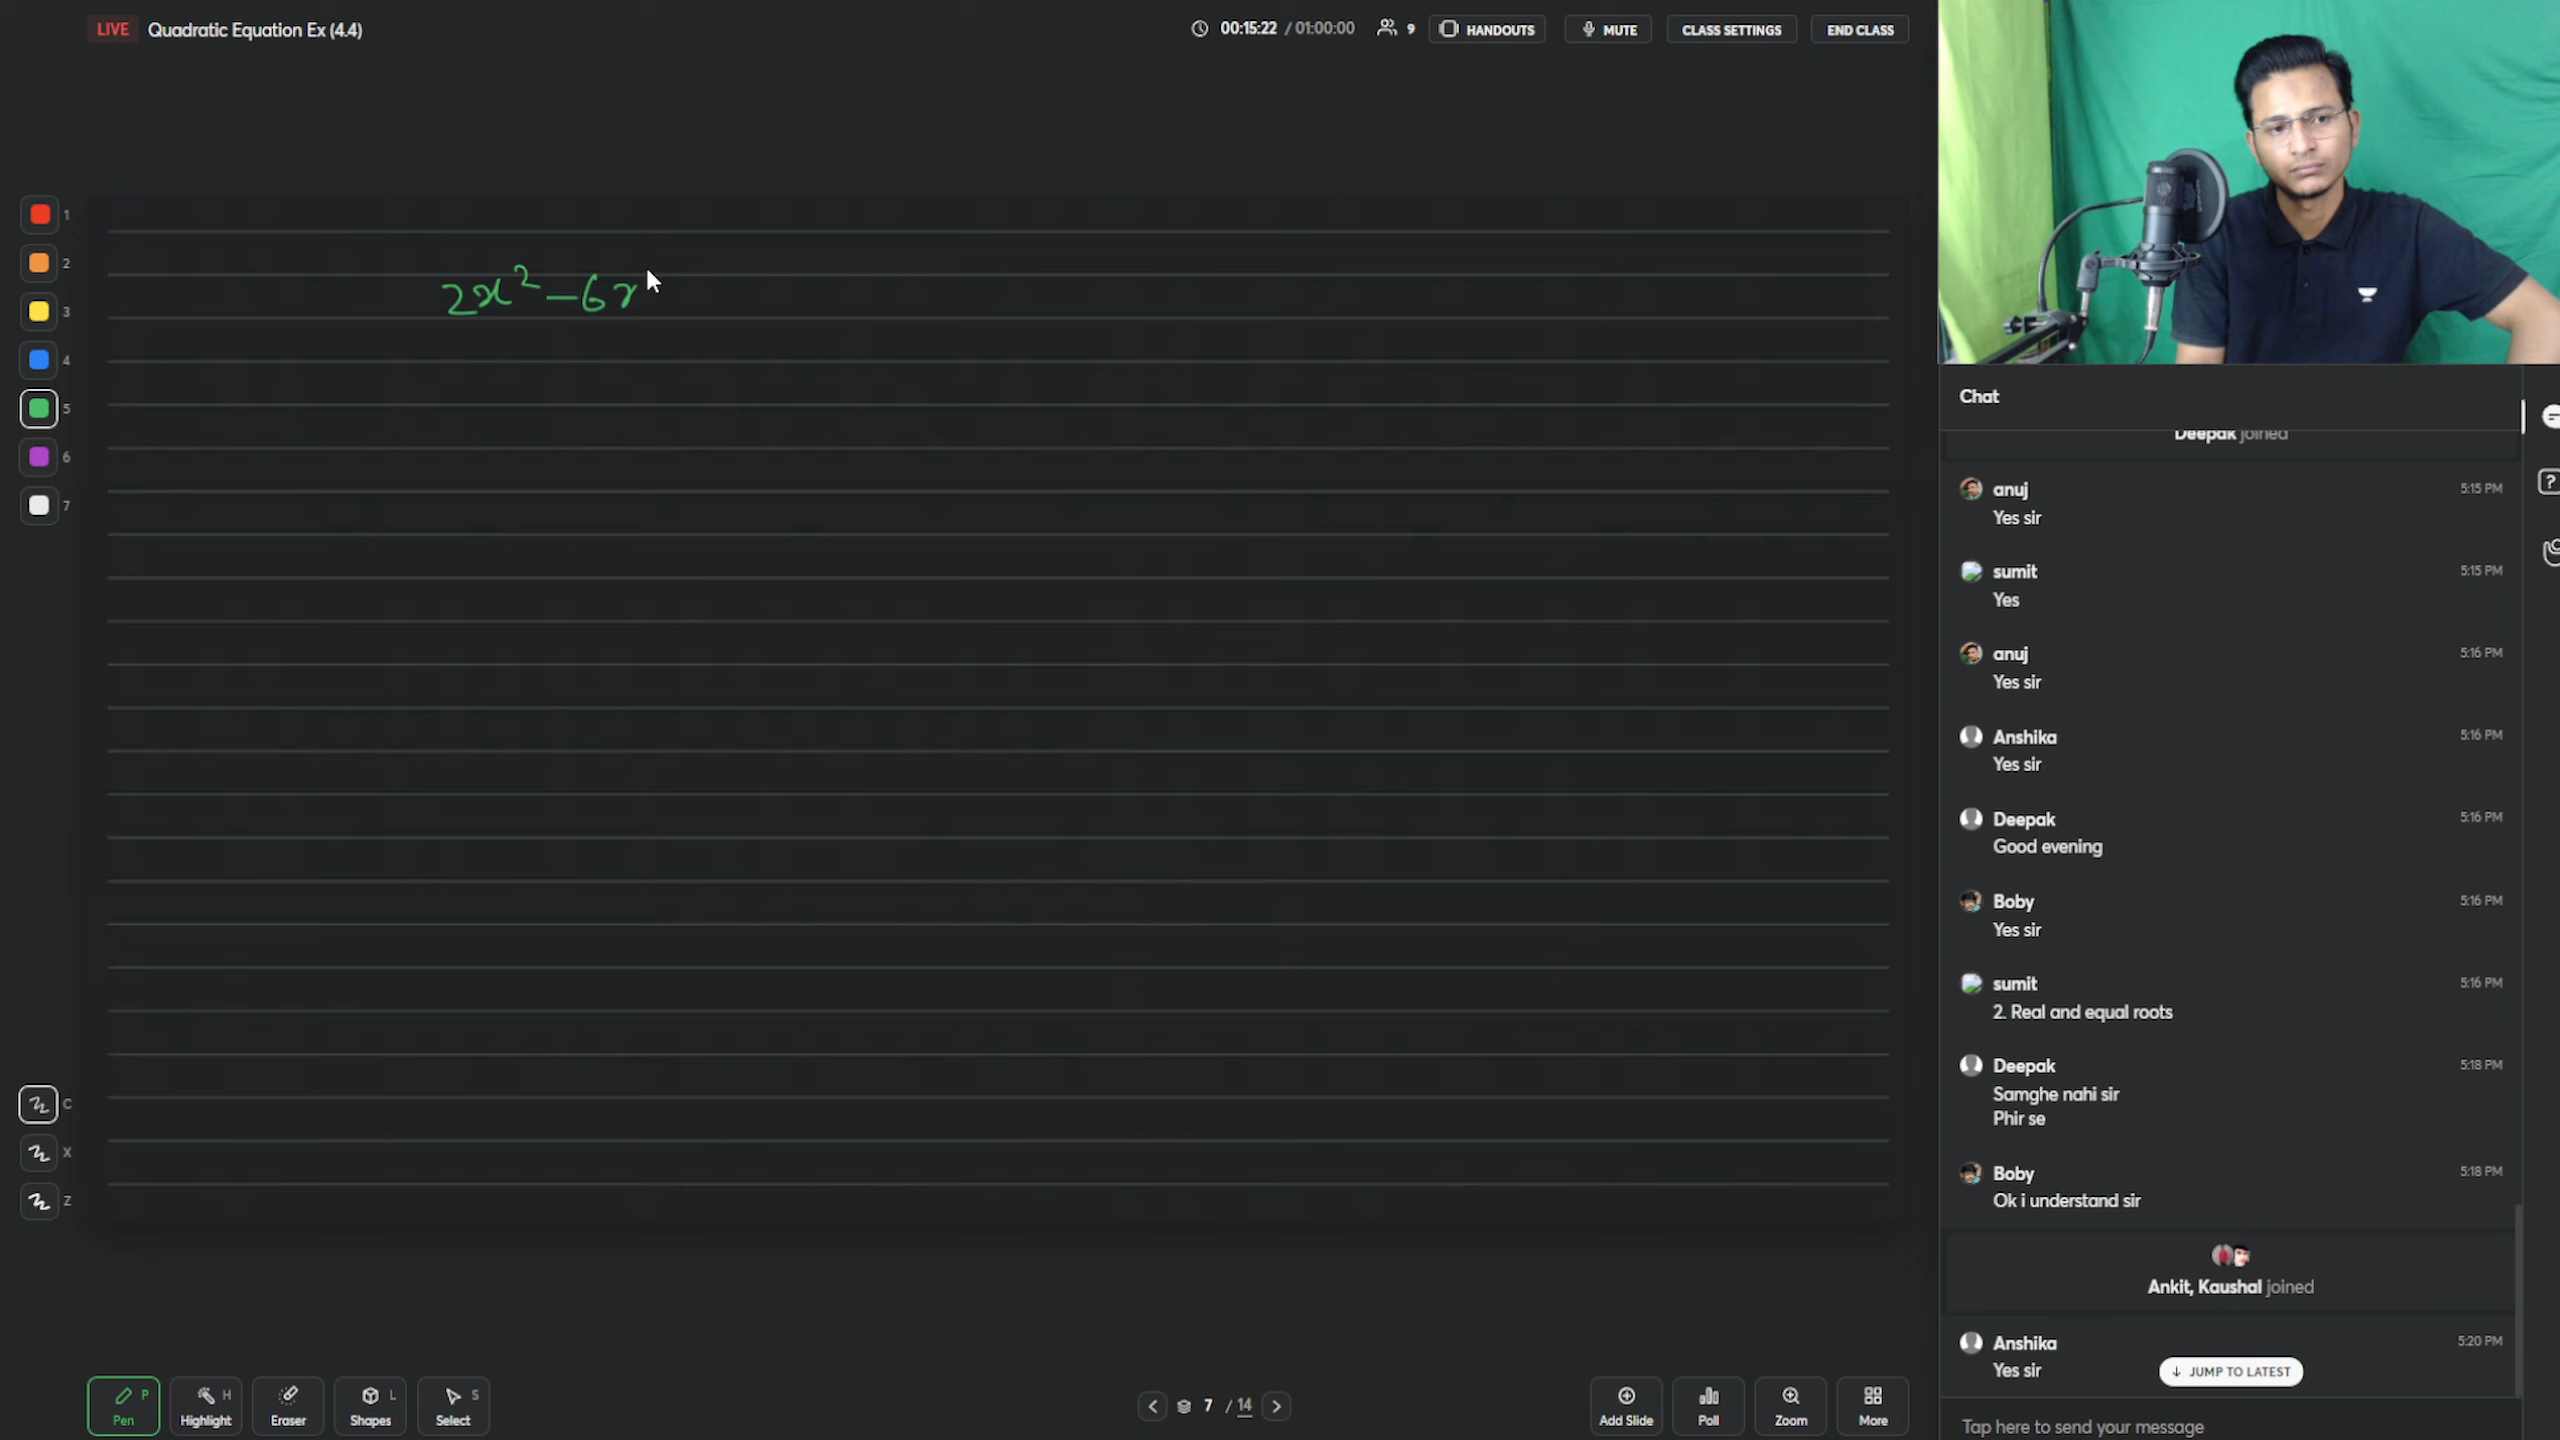 LIVE Quadratic Equation Ex (4.4)
00:15:22 / 01:00:00
9
HANDOUTS
MUTE
CLASS SETTINGS
END CLASS
1
2
3
4
5
6
7
2x² – 6x
C
X
Z
P
Pen
H
Highlight
Eraser
L
Shapes
S
Select
7 / 14
Add Slide
Poll
Zoom
More
Chat
Deepak joined
anuj 5:15 PM
Yes sir
sumit 5:15 PM
Yes
anuj 5:16 PM
Yes sir
Anshika 5:16 PM
Yes sir
Deepak 5:16 PM
Good evening
Boby 5:16 PM
Yes sir
sumit 5:16 PM
2. Real and equal roots
Deepak 5:18 PM
Samghe nahi sir
Phir se
Boby 5:18 PM
Ok i understand sir
Ankit, Kaushal joined
Anshika 5:20 PM
Yes sir
JUMP TO LATEST
Tap here to send your message